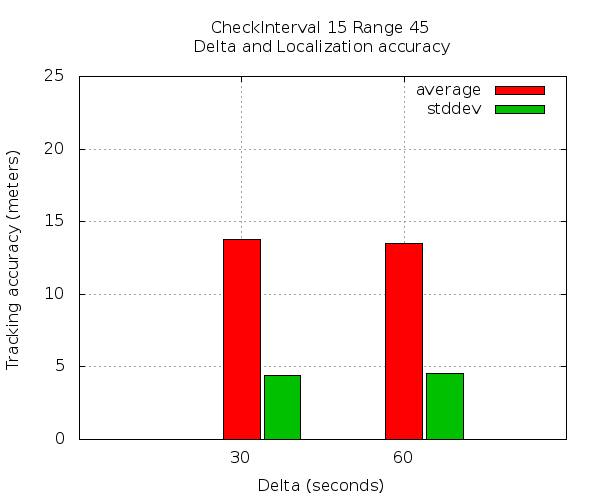 CheckInterval 15 Range 45
Delta and Localization accuracy
25
20
15
10
5
0
Tracking accuracy (meters)
average
stddev
30
60
Delta (seconds)